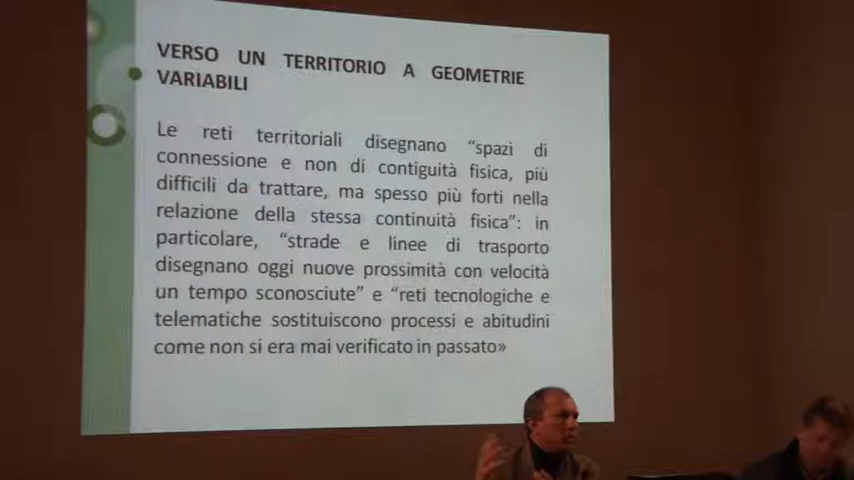 VERSO UN TERRITORIO A GEOMETRIE
VARIABILI
Le reti territoriali disegnano “spazi di
connessione e non di contiguità fisica, più
difficili da trattare, ma spesso più forti nella
relazione della stessa continuità fisica”: in
particolare, “strade e linee di trasporto
disegnano oggi nuove prossimità con velocità
un tempo sconosciute” e “reti tecnologiche e
telematiche sostituiscono processi e abitudini
come non si era mai verificato in passato»